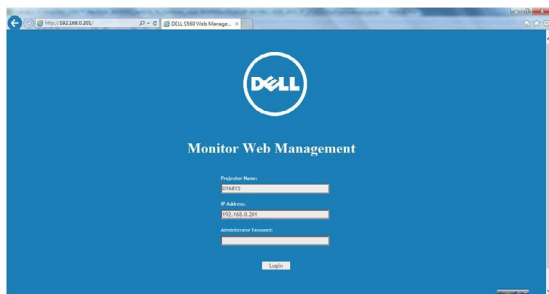 http://192.168.0.201/
DELL S560 Web Manage...
DELL
Monitor Web Management
Projector Name:
IP Address:
192.168.0.201
Administrator Password:
Login